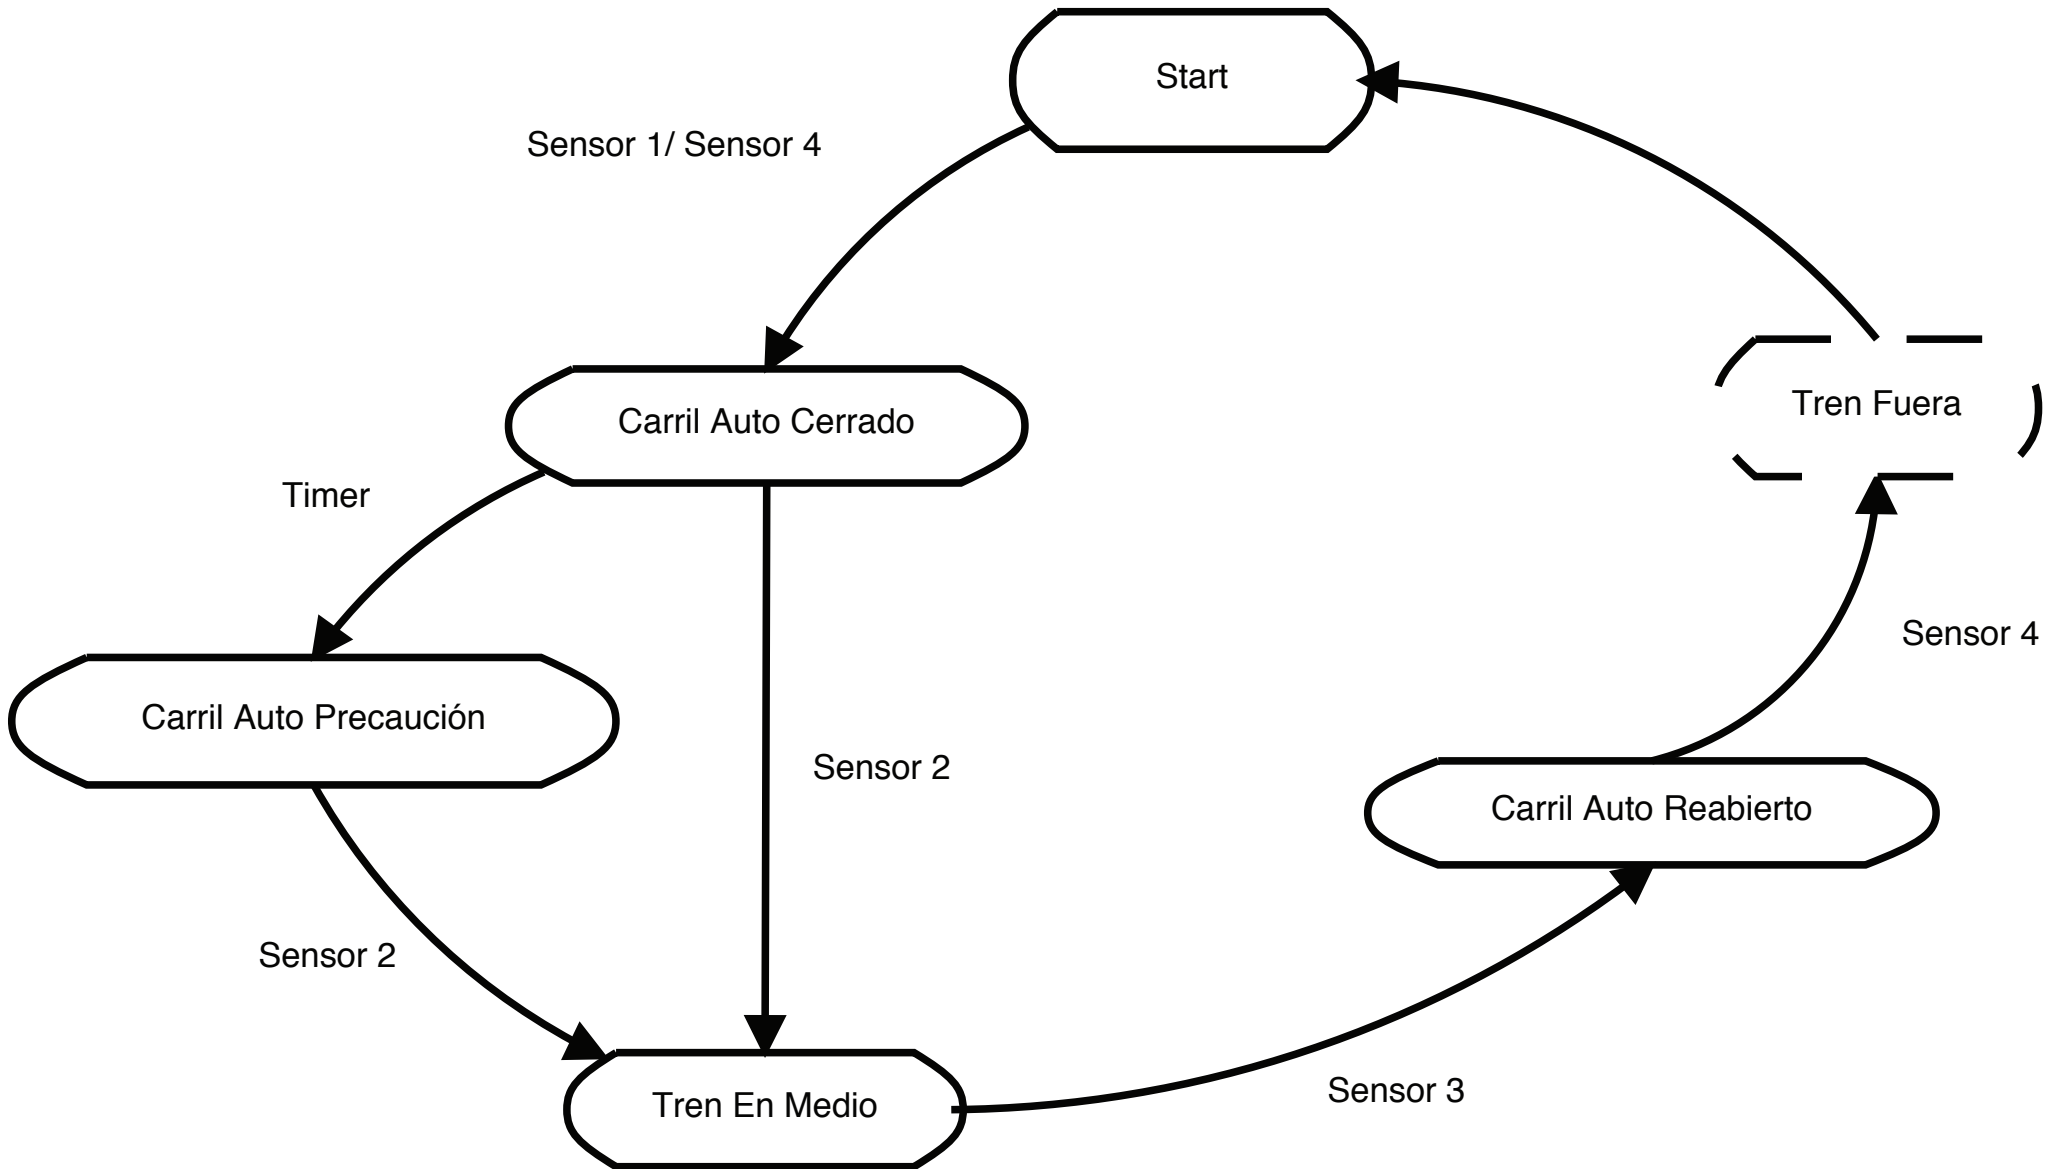 Start
Sensor 1/ Sensor 4
Tren Fuera
Carril Auto Cerrado
Timer
Sensor 4
Carril Auto Precaución
Sensor 2
Carril Auto Reabierto
Sensor 2
Sensor 3
Tren En Medio